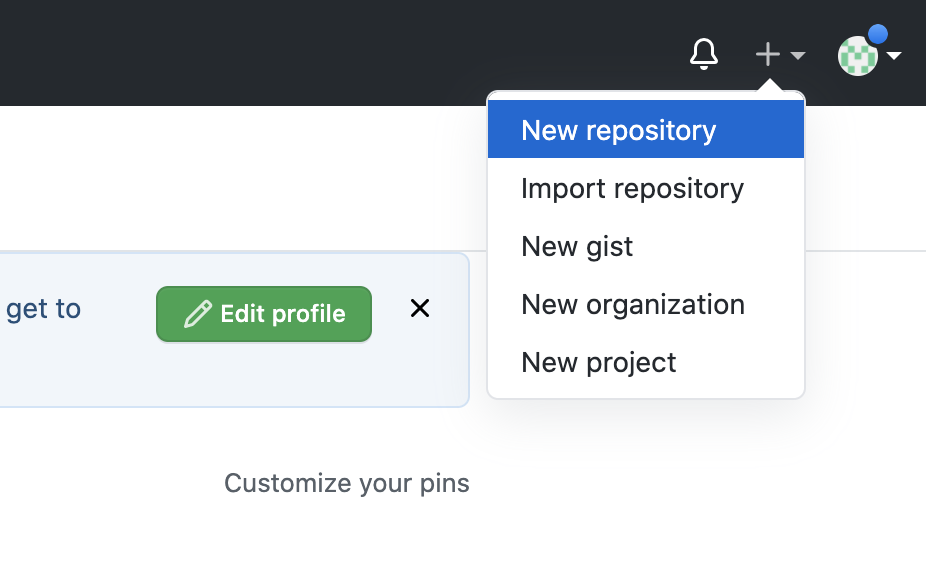 New repository
Import repository
New gist
New organization
New project
get to
Edit profile
Customize your pins